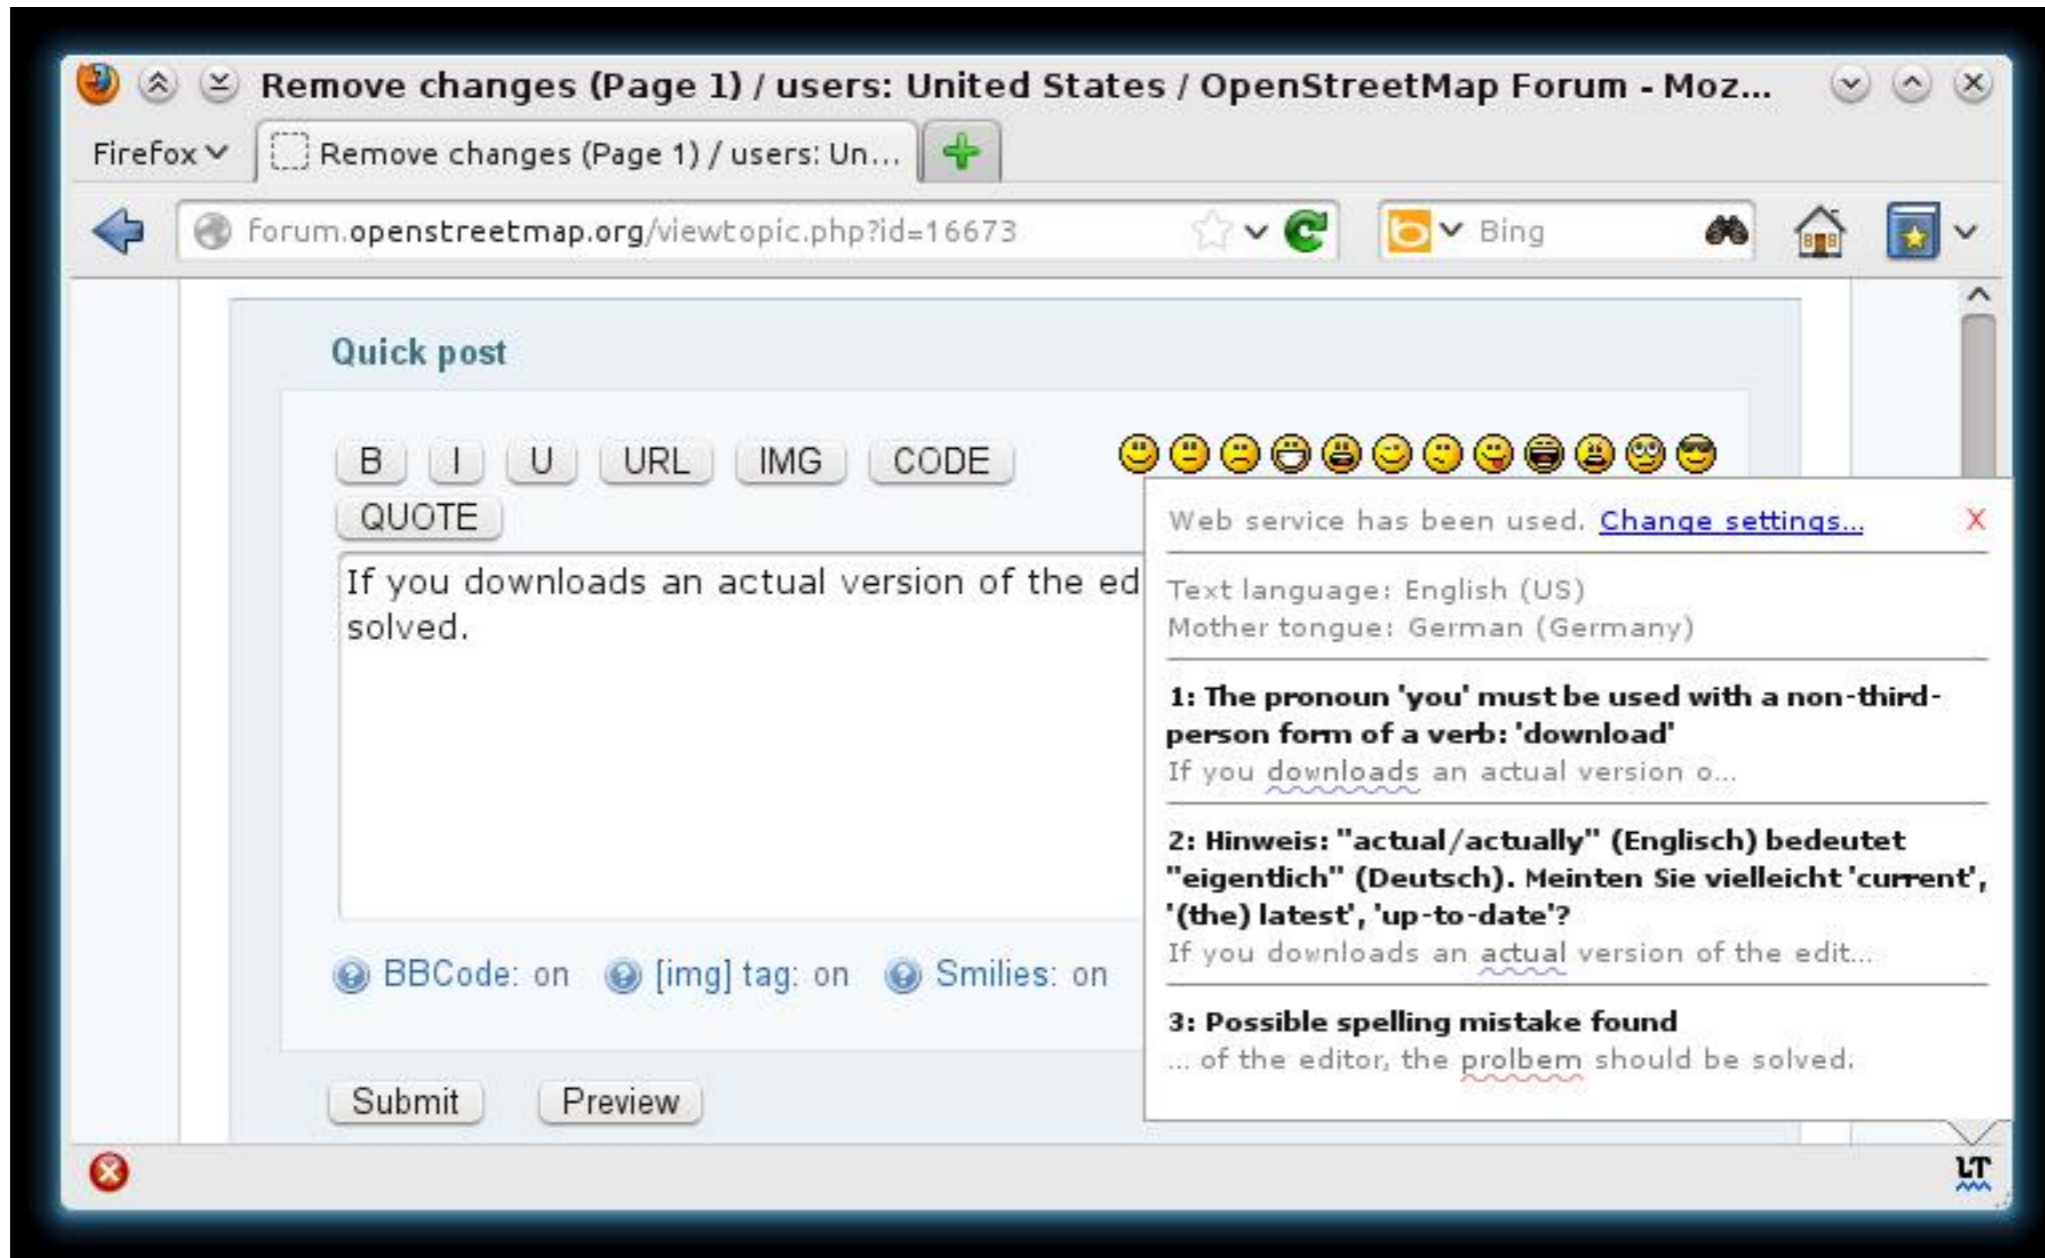 Remove changes (Page 1) / users: United States / OpenStreetMap Forum - Moz...
Firefox
Remove changes (Page 1) / users: Un...
forum.openstreetmap.org/viewtopic.php?id=16673
Bing
Quick post
B I U URL IMG CODE
QUOTE
If you downloads an actual version of the ed
solved.
BBCode: on [img] tag: on Smilies: on
Submit Preview
Web service has been used. Change settings... X
Text language: English (US)
Mother tongue: German (Germany)
1: The pronoun 'you' must be used with a non-third-
person form of a verb: 'download'
If you downloads an actual version o...
2: Hinweis: "actual/actually" (Englisch) bedeutet
"eigentlich" (Deutsch). Meinten Sie vielleicht 'current',
'(the) latest', 'up-to-date'?
If you downloads an actual version of the edit...
3: Possible spelling mistake found
... of the editor, the prolbem should be solved.
LT